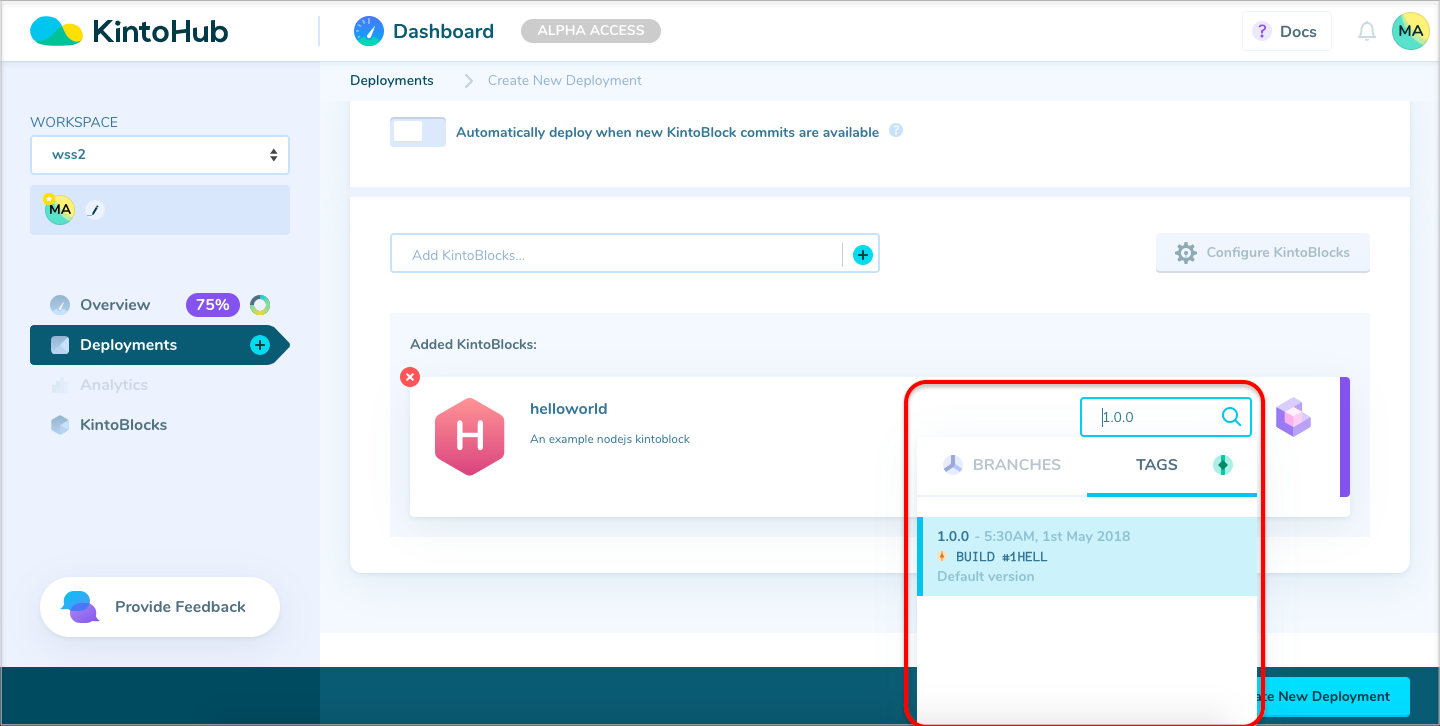 KintoHub
Dashboard
ALPHA ACCESS
? Docs
MA
Deployments
Create New Deployment
WORKSPACE
wss2
MA
Overview
75%
Deployments
Analytics
KintoBlocks
Provide Feedback
Automatically deploy when new KintoBlock commits are available ?
Add KintoBlocks...
Configure KintoBlocks
Added KintoBlocks:
H
helloworld
An example nodejs kintoblock
1.0.0
BRANCHES
TAGS
1.0.0 - 5:30AM, 1st May 2018
BUILD #1HELL
Default version
New Deployment